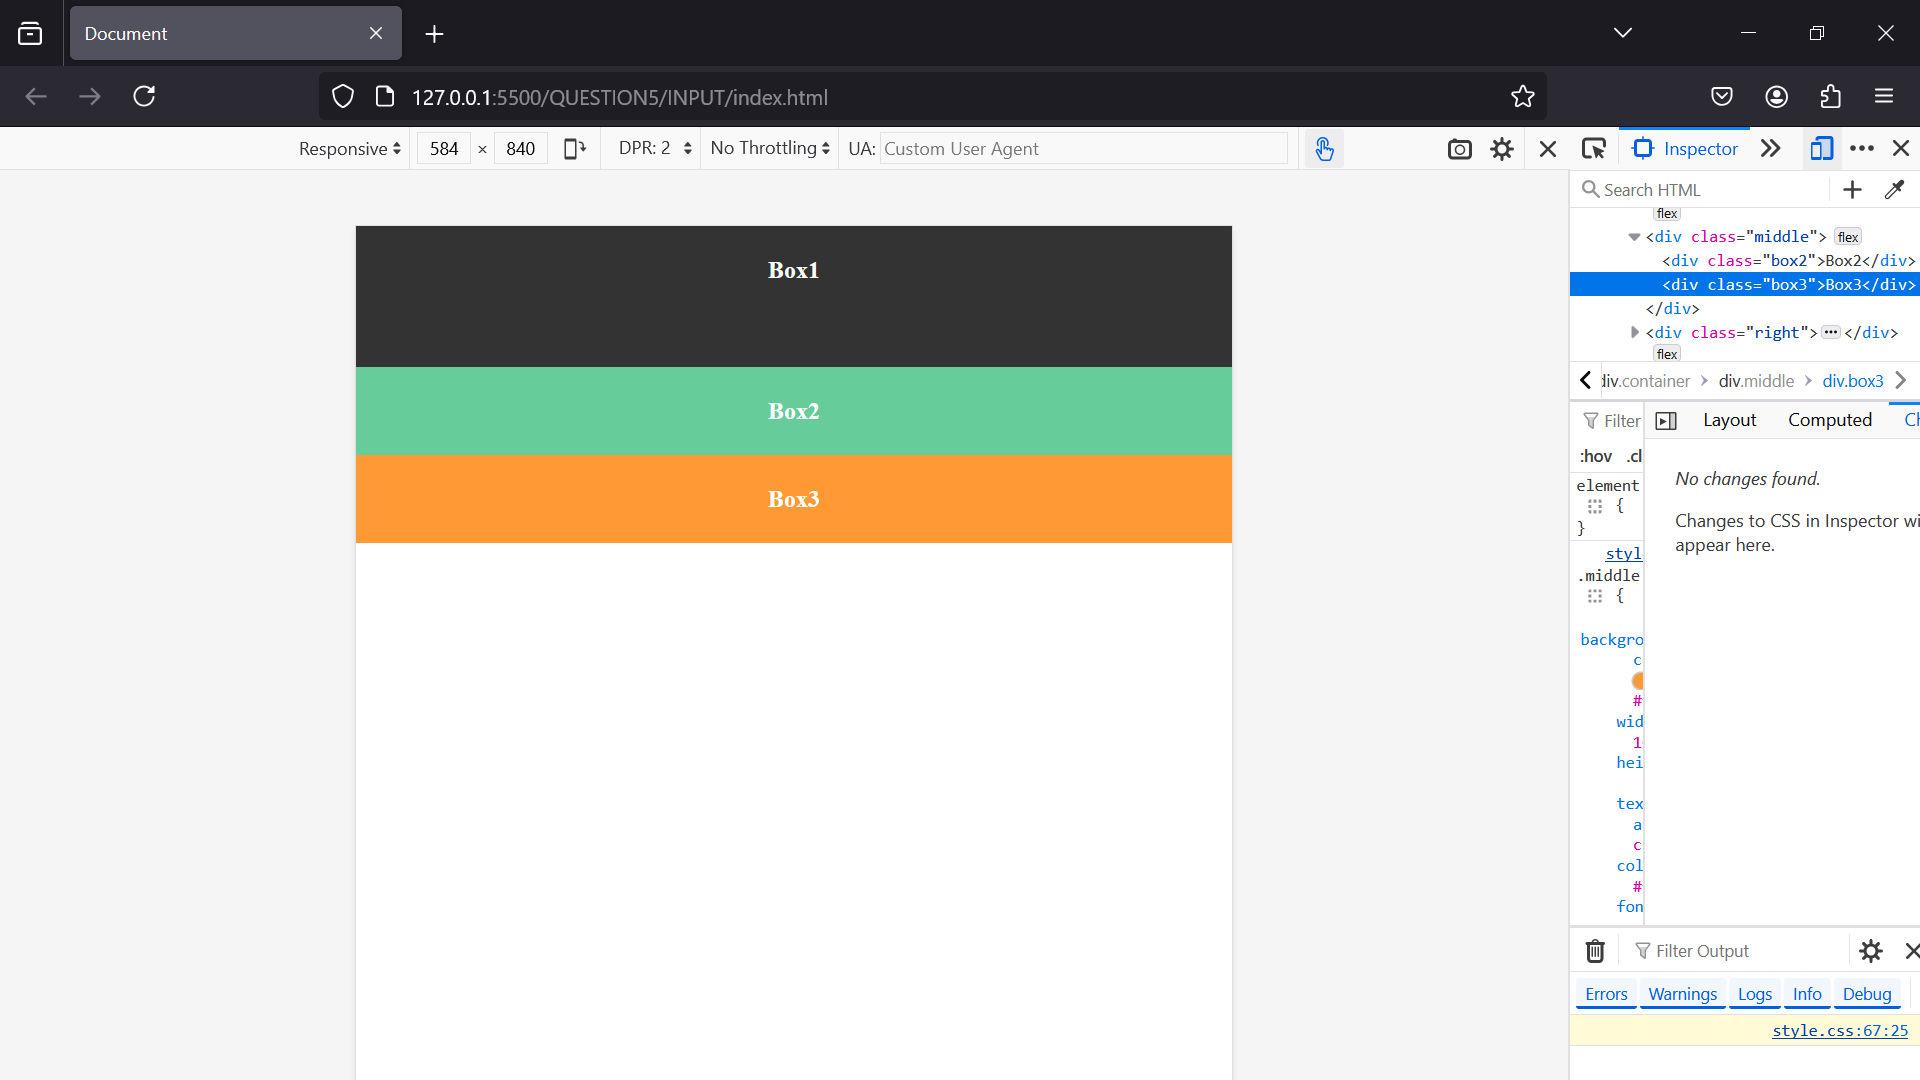 Document
127.0.0.1:5500/QUESTION5/INPUT/index.html
Responsive 584 × 840 DPR: 2 No Throttling UA: Custom User Agent
Inspector
Search HTML
flex
<div class="middle"> flex
<div class="box2">Box2</div>
<div class="box3">Box3</div>
</div>
<div class="right"> ••• </div>
flex
div.container > div.middle > div.box3
Filter
Layout Computed Ch
:hov .cl
element
{
}
styl
.middle
{
backgro
c
#
wid
1
hei
tex
a
c
col
#
fon
No changes found.
Changes to CSS in Inspector wi
appear here.
Filter Output
Errors Warnings Logs Info Debug
style.css:67:25
Box1
Box2
Box3